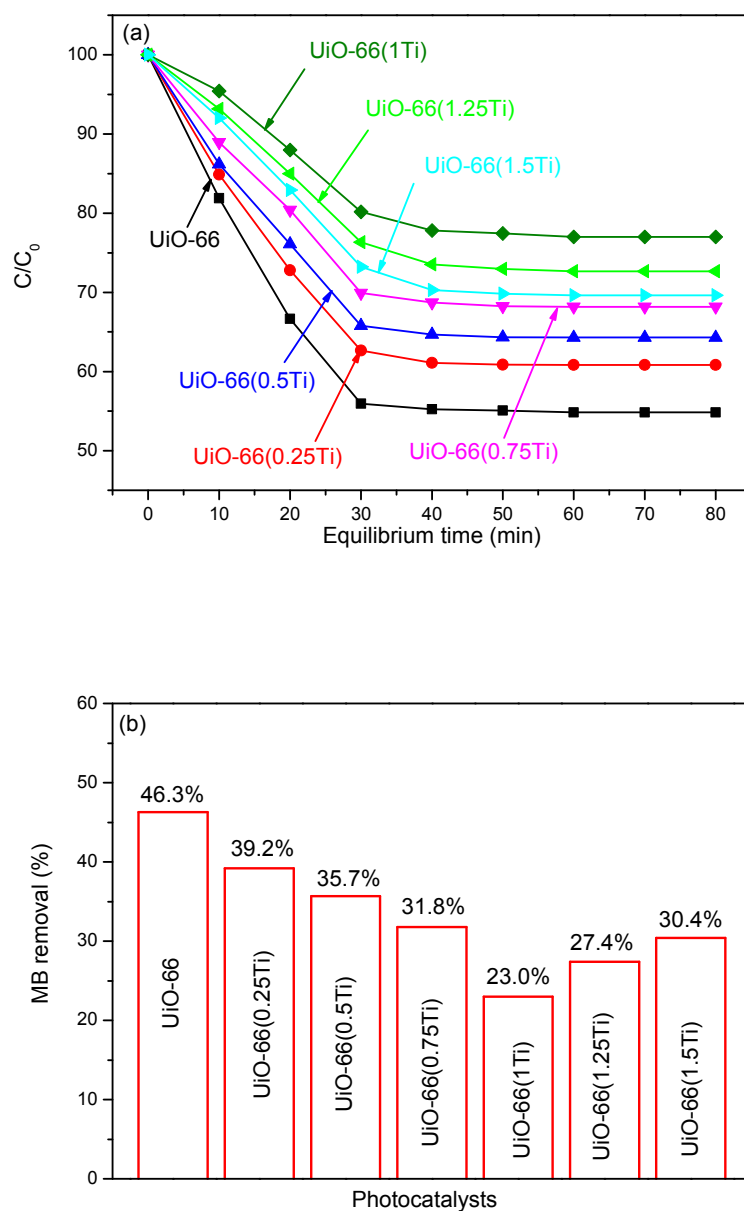 (a)
UiO-66(1Ti)
UiO-66(1.25Ti)
UiO-66(1.5Ti)
UiO-66
UiO-66(0.5Ti)
UiO-66(0.25Ti)
UiO-66(0.75Ti)
C/C0
100
90
80
70
60
50
0 10 20 30 40 50 60 70 80
Equilibrium time (min)
(b)
MB removal (%)
60
50
40
30
20
10
0
46.3%
39.2%
35.7%
31.8%
23.0%
27.4%
30.4%
UiO-66
UiO-66(0.25Ti)
UiO-66(0.5Ti)
UiO-66(0.75Ti)
UiO-66(1Ti)
UiO-66(1.25Ti)
UiO-66(1.5Ti)
Photocatalysts